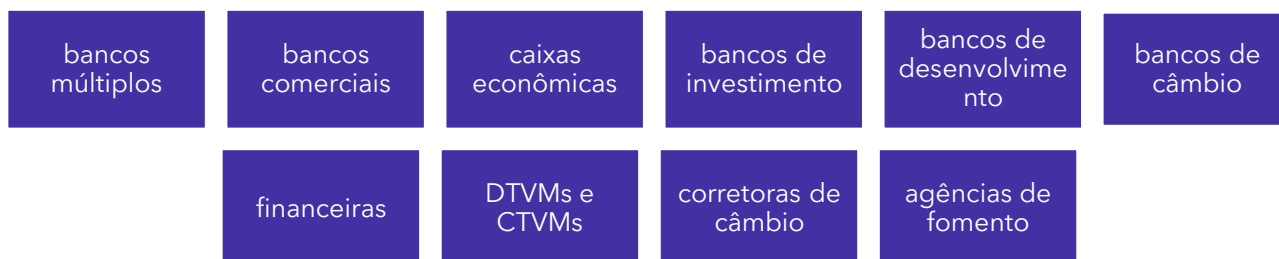 bancos
múltiplos
bancos
comerciais
caixas
econômicas
bancos de
investimento
bancos de
desenvolvime
nto
bancos de
câmbio
financeiras
DTVMs e
CTVMs
corretoras de
câmbio
agências de
fomento